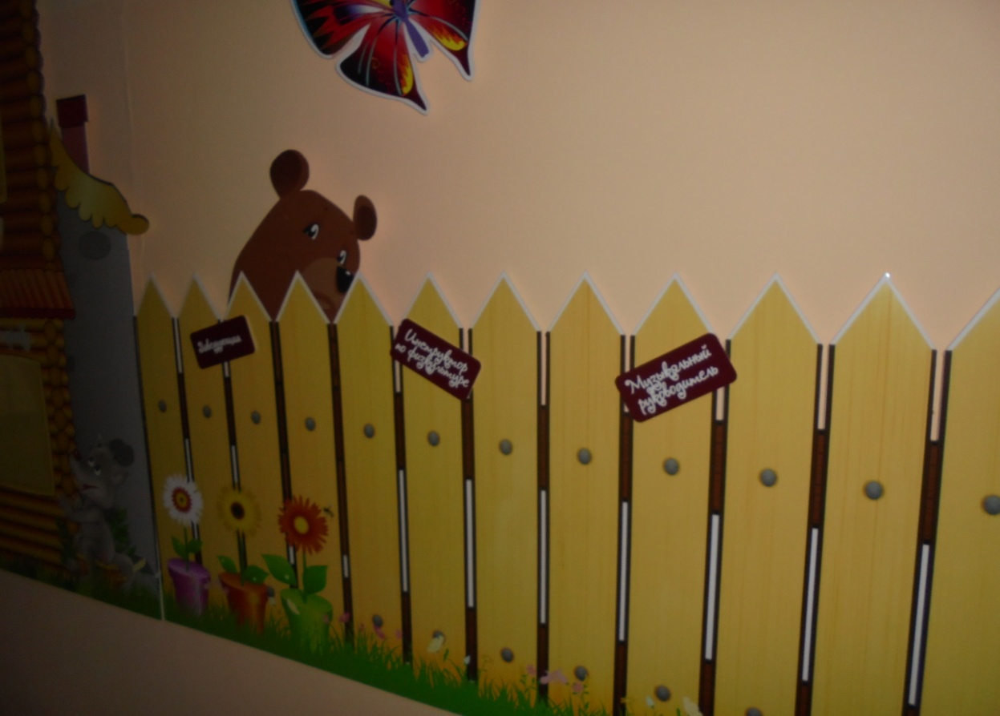 Заведующая
Инструктор
по физкультуре
Музыкальный
руководитель